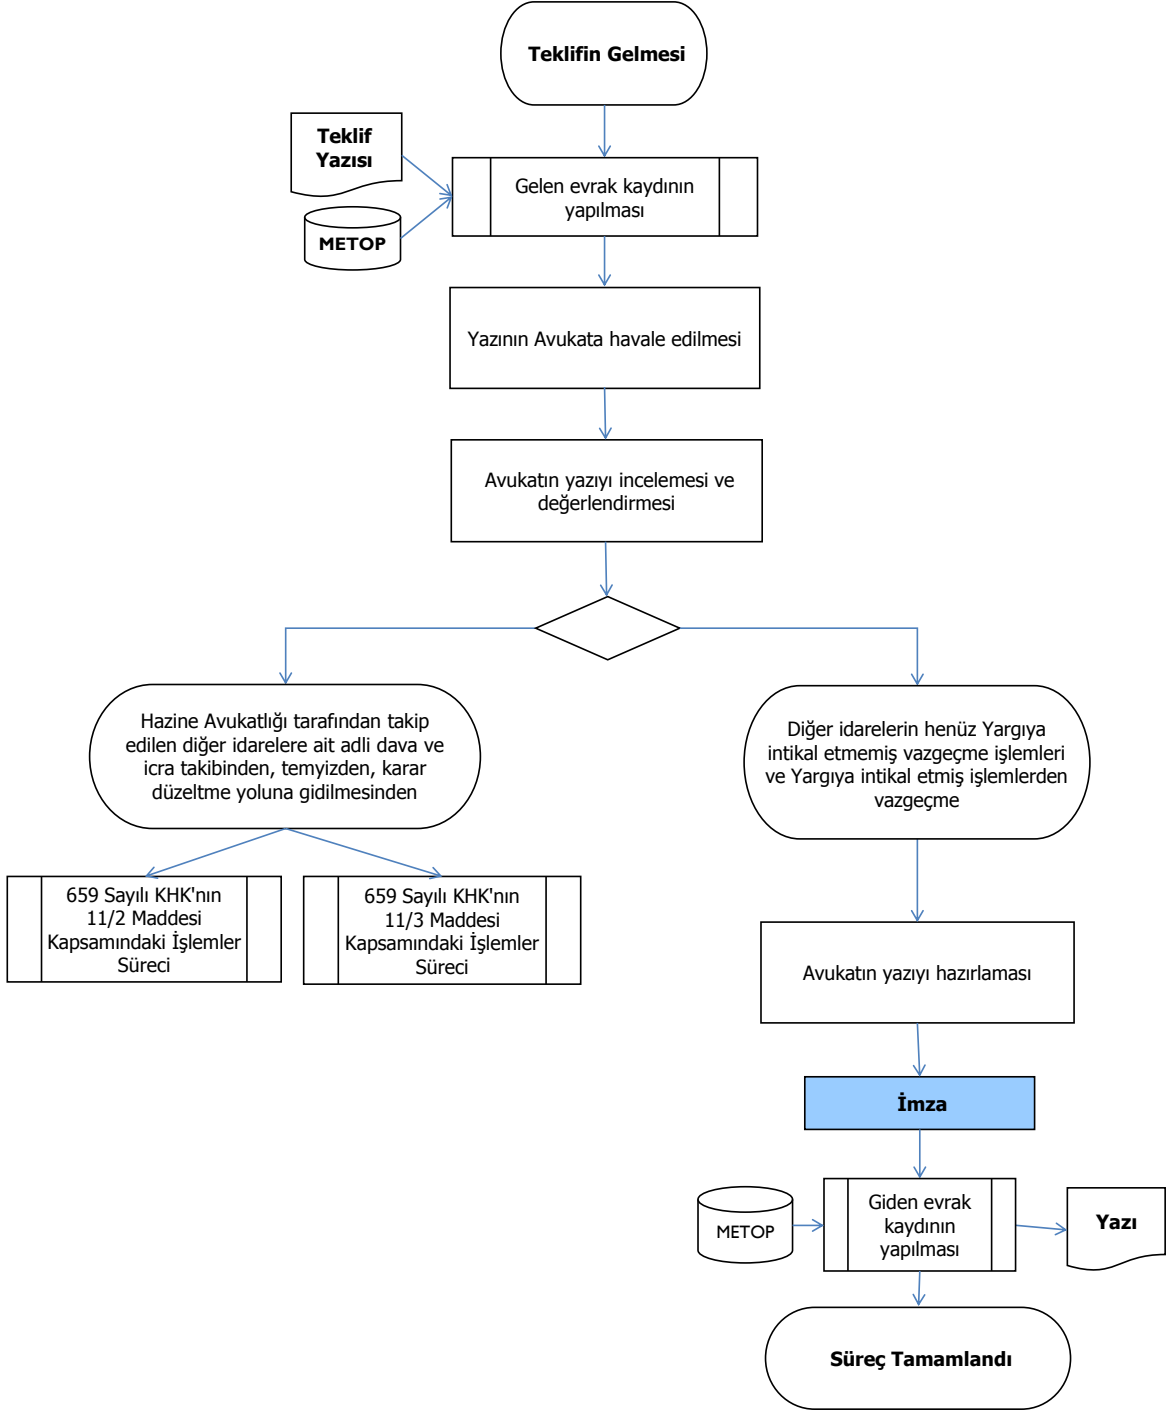 Teklifin Gelmesi
Teklif
Yazısı
METOP
Gelen evrak kaydının
yapılması
Yazının Avukata havale edilmesi
Avukatın yazıyı incelemesi ve
değerlendirmesi
Hazine Avukatlığı tarafından takip
edilen diğer idarelere ait adli dava ve
icra takibinden, temyizden, karar
düzeltme yoluna gidilmesinden
Diğer idarelerin henüz Yargıya
intikal etmemiş vazgeçme işlemleri
ve Yargıya intikal etmiş işlemlerden
vazgeçme
659 Sayılı KHK'nın
11/2 Maddesi
Kapsamındaki İşlemler
Süreci
659 Sayılı KHK'nın
11/3 Maddesi
Kapsamındaki İşlemler
Süreci
Avukatın yazıyı hazırlaması
İmza
METOP
Giden evrak
kaydının
yapılması
Yazı
Süreç Tamamlandı